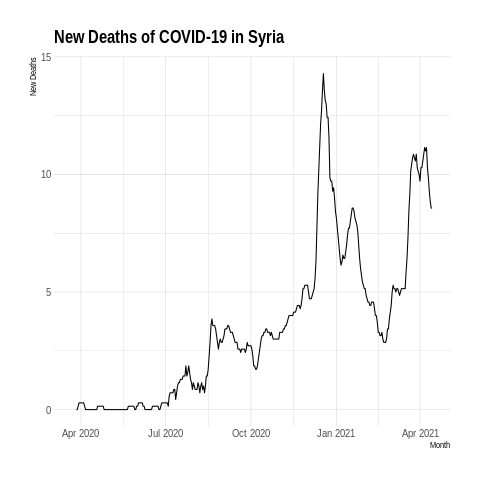 New Deaths of COVID-19 in Syria
New Deaths
15
10
5
0
Apr 2020 Jul 2020 Oct 2020 Jan 2021 Apr 2021
Month